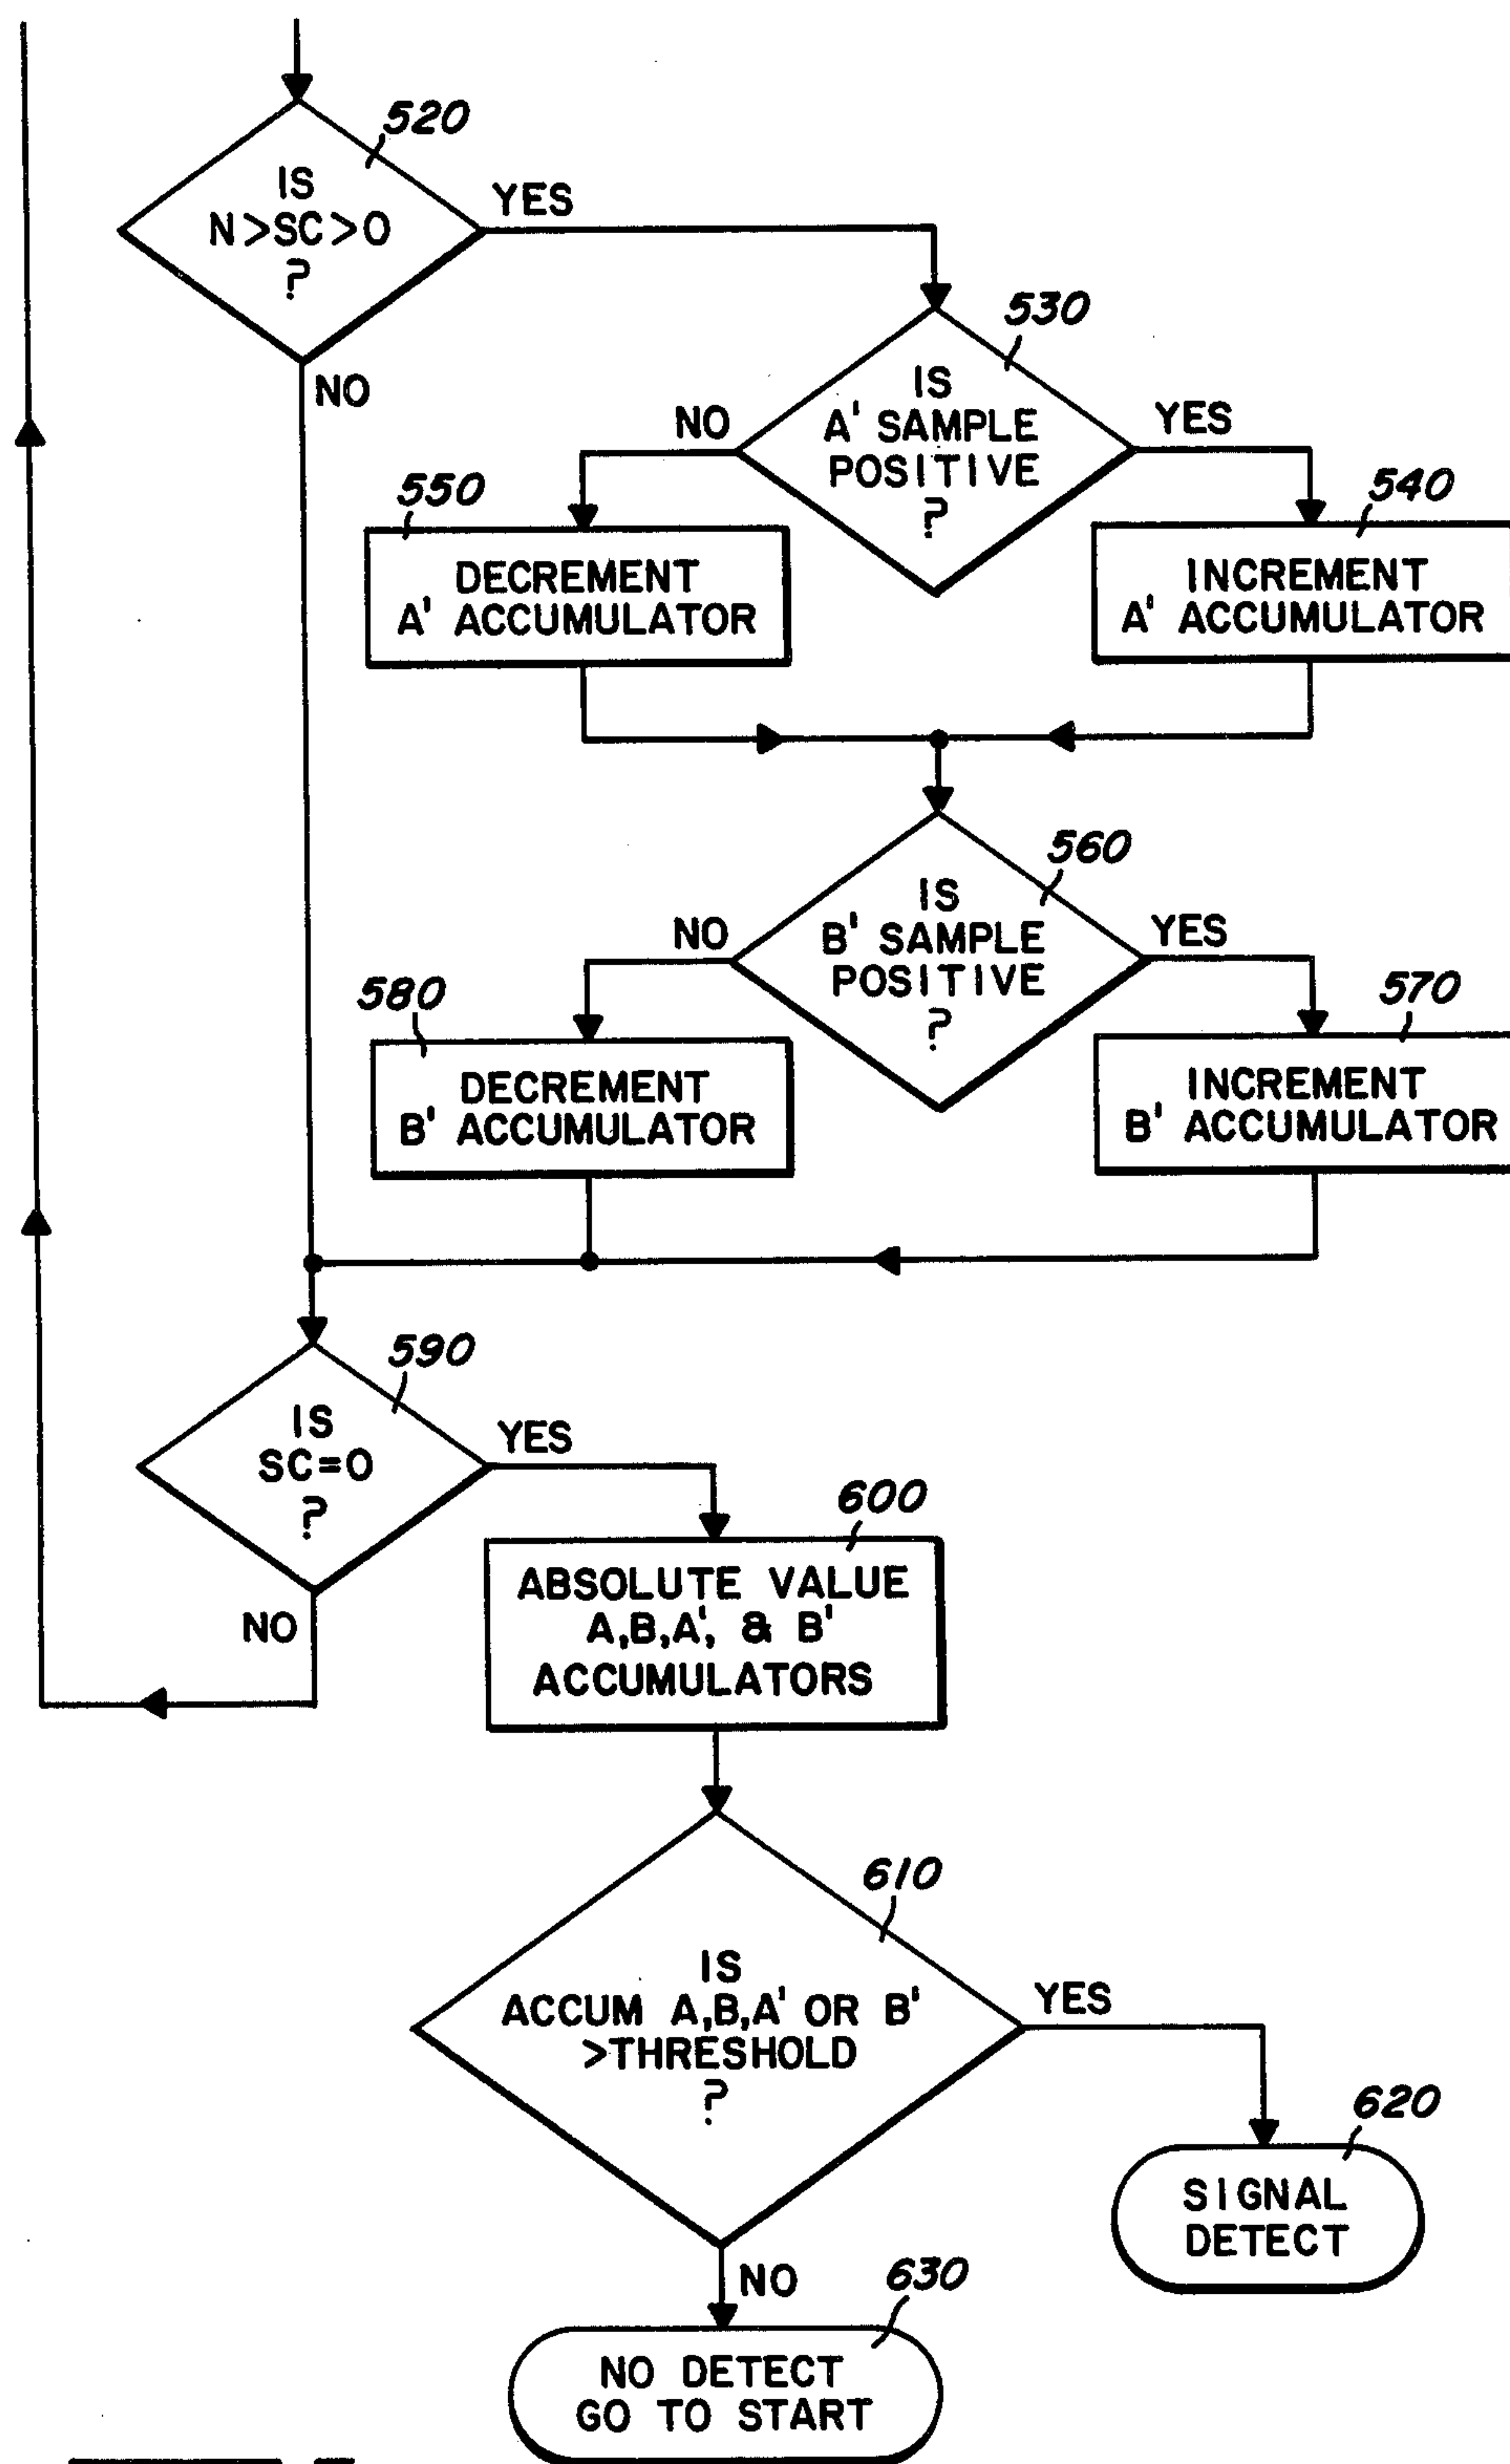 520
IS
N>SC>0
?
YES
NO
530
IS
A' SAMPLE
POSITIVE
?
NO
YES
550
DECREMENT
A' ACCUMULATOR
540
INCREMENT
A' ACCUMULATOR
560
IS
B' SAMPLE
POSITIVE
?
NO
YES
580
DECREMENT
B' ACCUMULATOR
570
INCREMENT
B' ACCUMULATOR
590
IS
SC=0
?
YES
NO
600
ABSOLUTE VALUE
A,B,A', & B'
ACCUMULATORS
610
IS
ACCUM A,B,A' OR B'
>THRESHOLD
?
YES
NO
620
SIGNAL
DETECT
630
NO DETECT
GO TO START